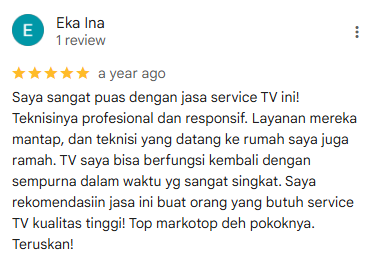 E
Eka Ina
1 review
a year ago
Saya sangat puas dengan jasa service TV ini!
Teknisinya profesional dan responsif. Layanan mereka
mantap, dan teknisi yang datang ke rumah saya juga
ramah. TV saya bisa berfungsi kembali dengan
sempurna dalam waktu yg sangat singkat. Saya
rekomendasiin jasa ini buat orang yang butuh service
TV kualitas tinggi! Top markotop deh pokoknya.
Teruskan!